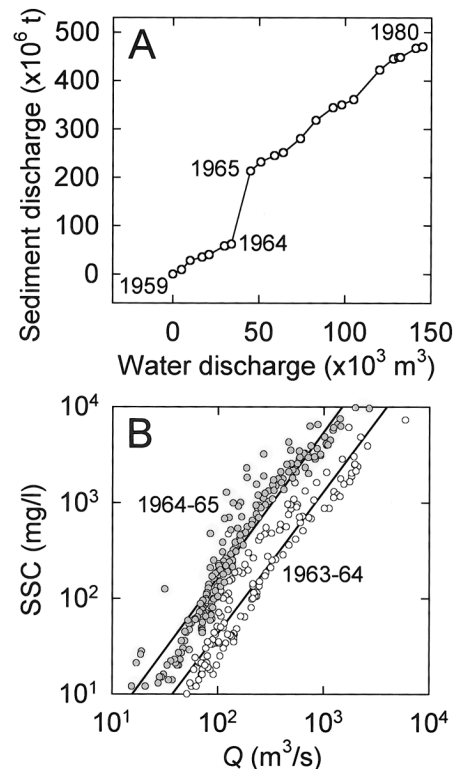 A
Sediment discharge (x10⁶ t)
500
400
300
200
100
0
1980
1965
1964
1959
0 50 100 150
Water discharge (x10³ m³)
B
SSC (mg/l)
10⁴
10³
10²
10¹
1964-65
1963-64
10¹ 10² 10³ 10⁴
Q (m³/s)